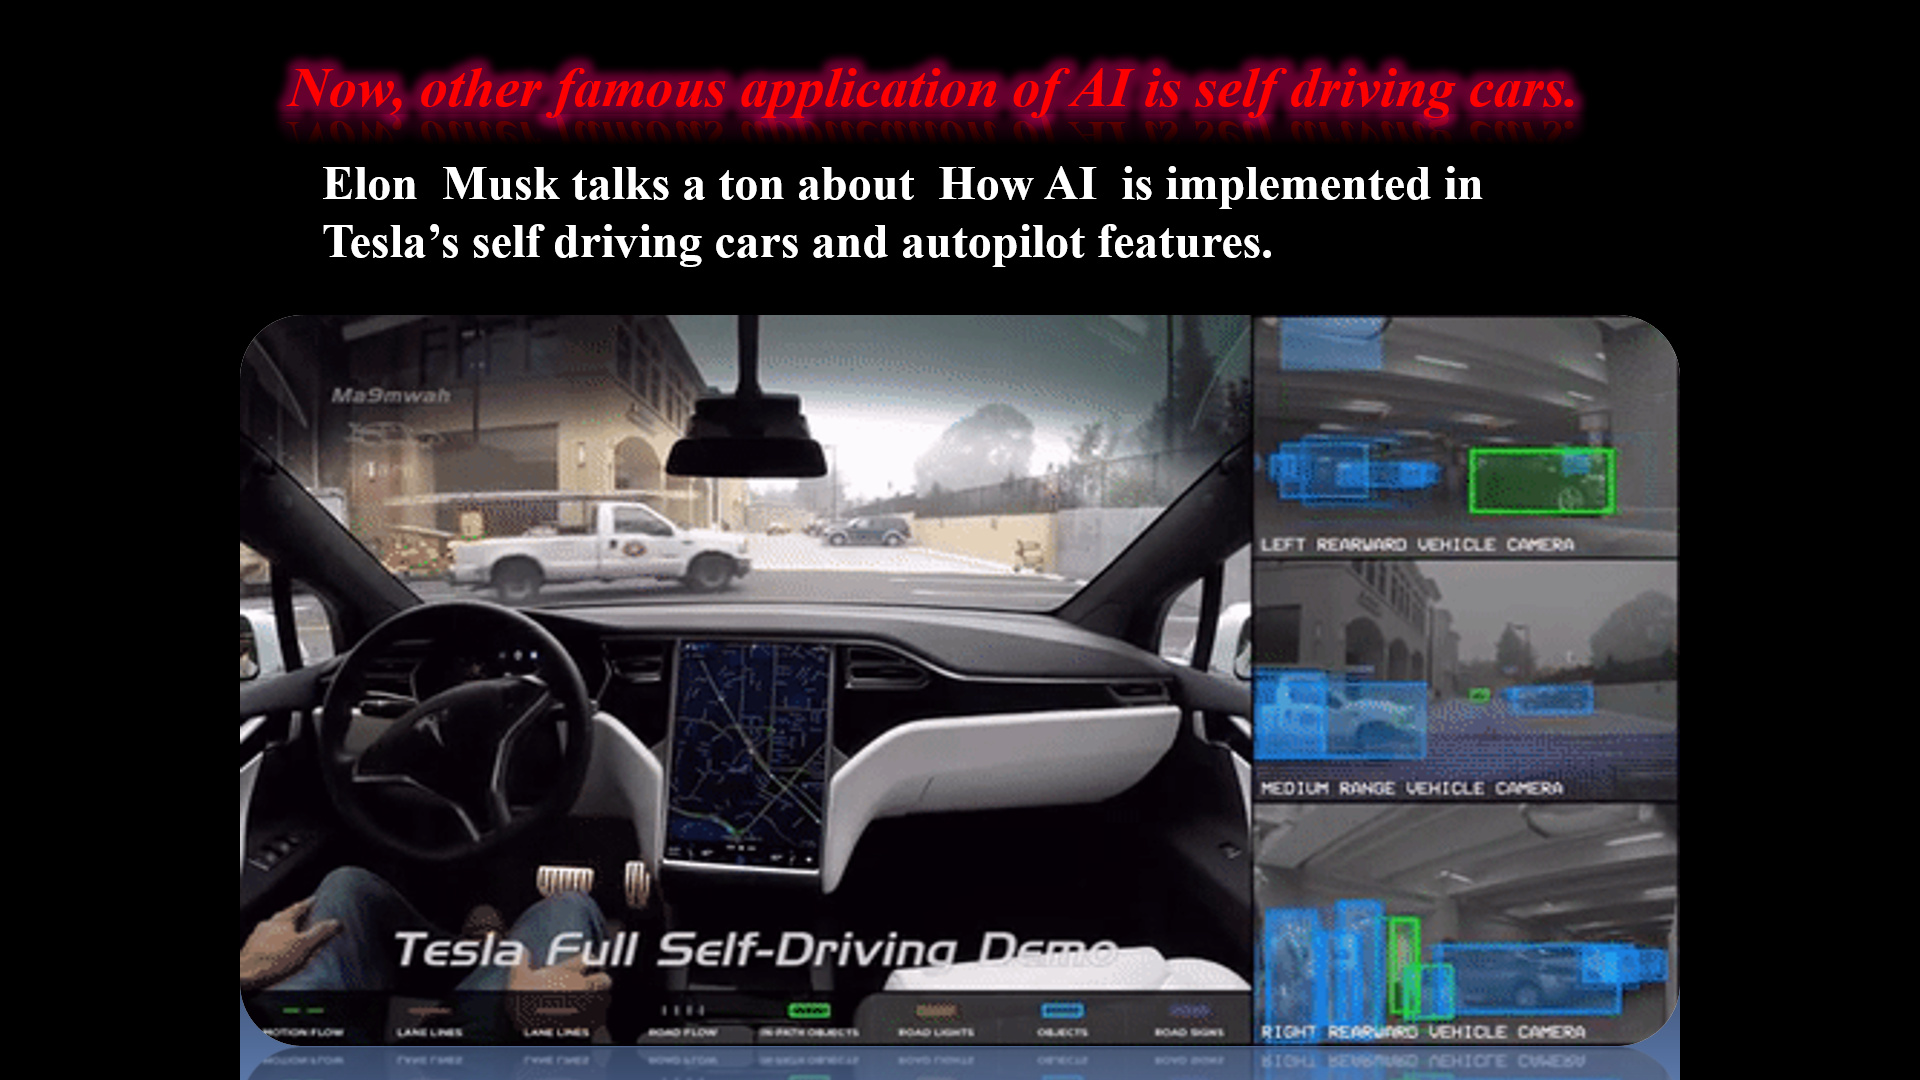 Now, other famous application of AI is self driving cars.
Elon  Musk talks a ton about  How AI  is implemented in
Tesla’s self driving cars and autopilot features.
Ma9mwah
LEFT REARWARD VEHICLE CAMERA
MEDIUM RANGE VEHICLE CAMERA
Tesla Full Self-Driving Demo
MOTION FLOW
LANE LINES
LANE LINES
ROAD FLOW
IN-PATH OBJECTS
ROAD LIGHTS
OBJECTS
ROAD SIGNS
RIGHT REARWARD VEHICLE CAMERA